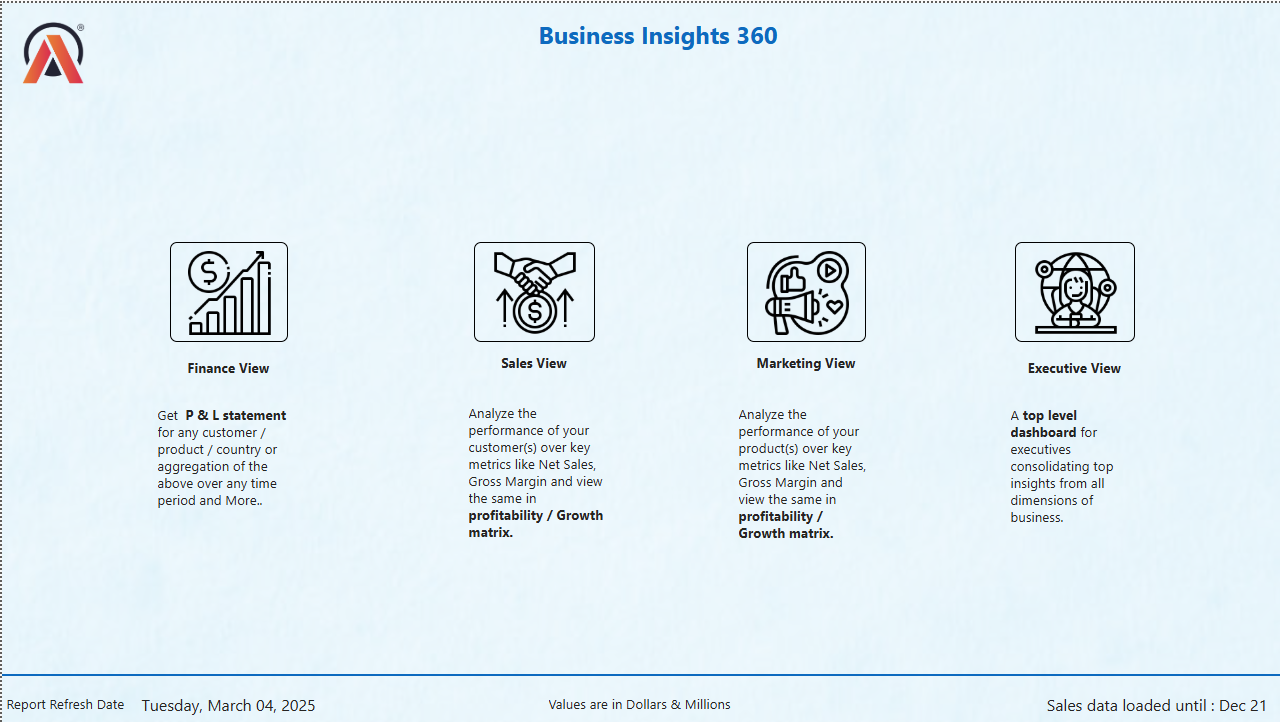 ®
Business Insights 360
Finance View
Get P & L statement
for any customer /
product / country or
aggregation of the
above over any time
period and More..
Sales View
Analyze the
performance of your
customer(s) over key
metrics like Net Sales,
Gross Margin and view
the same in
profitability / Growth
matrix.
Marketing View
Analyze the
performance of your
product(s) over key
metrics like Net Sales,
Gross Margin and
view the same in
profitability /
Growth matrix.
Executive View
A top level
dashboard for
executives
consolidating top
insights from all
dimensions of
business.
Report Refresh Date Tuesday, March 04, 2025
Values are in Dollars & Millions
Sales data loaded until : Dec 21